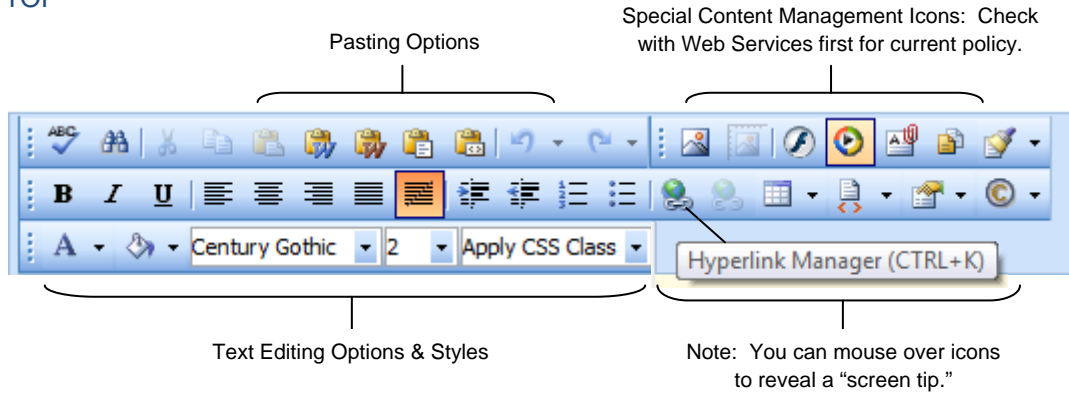 Special Content Management Icons:  Check
with Web Services first for current policy.
Pasting Options
ABC
B I U
A Century Gothic 2 Apply CSS Class
Hyperlink Manager (CTRL+K)
Text Editing Options & Styles
Note:  You can mouse over icons
to reveal a “screen tip.”